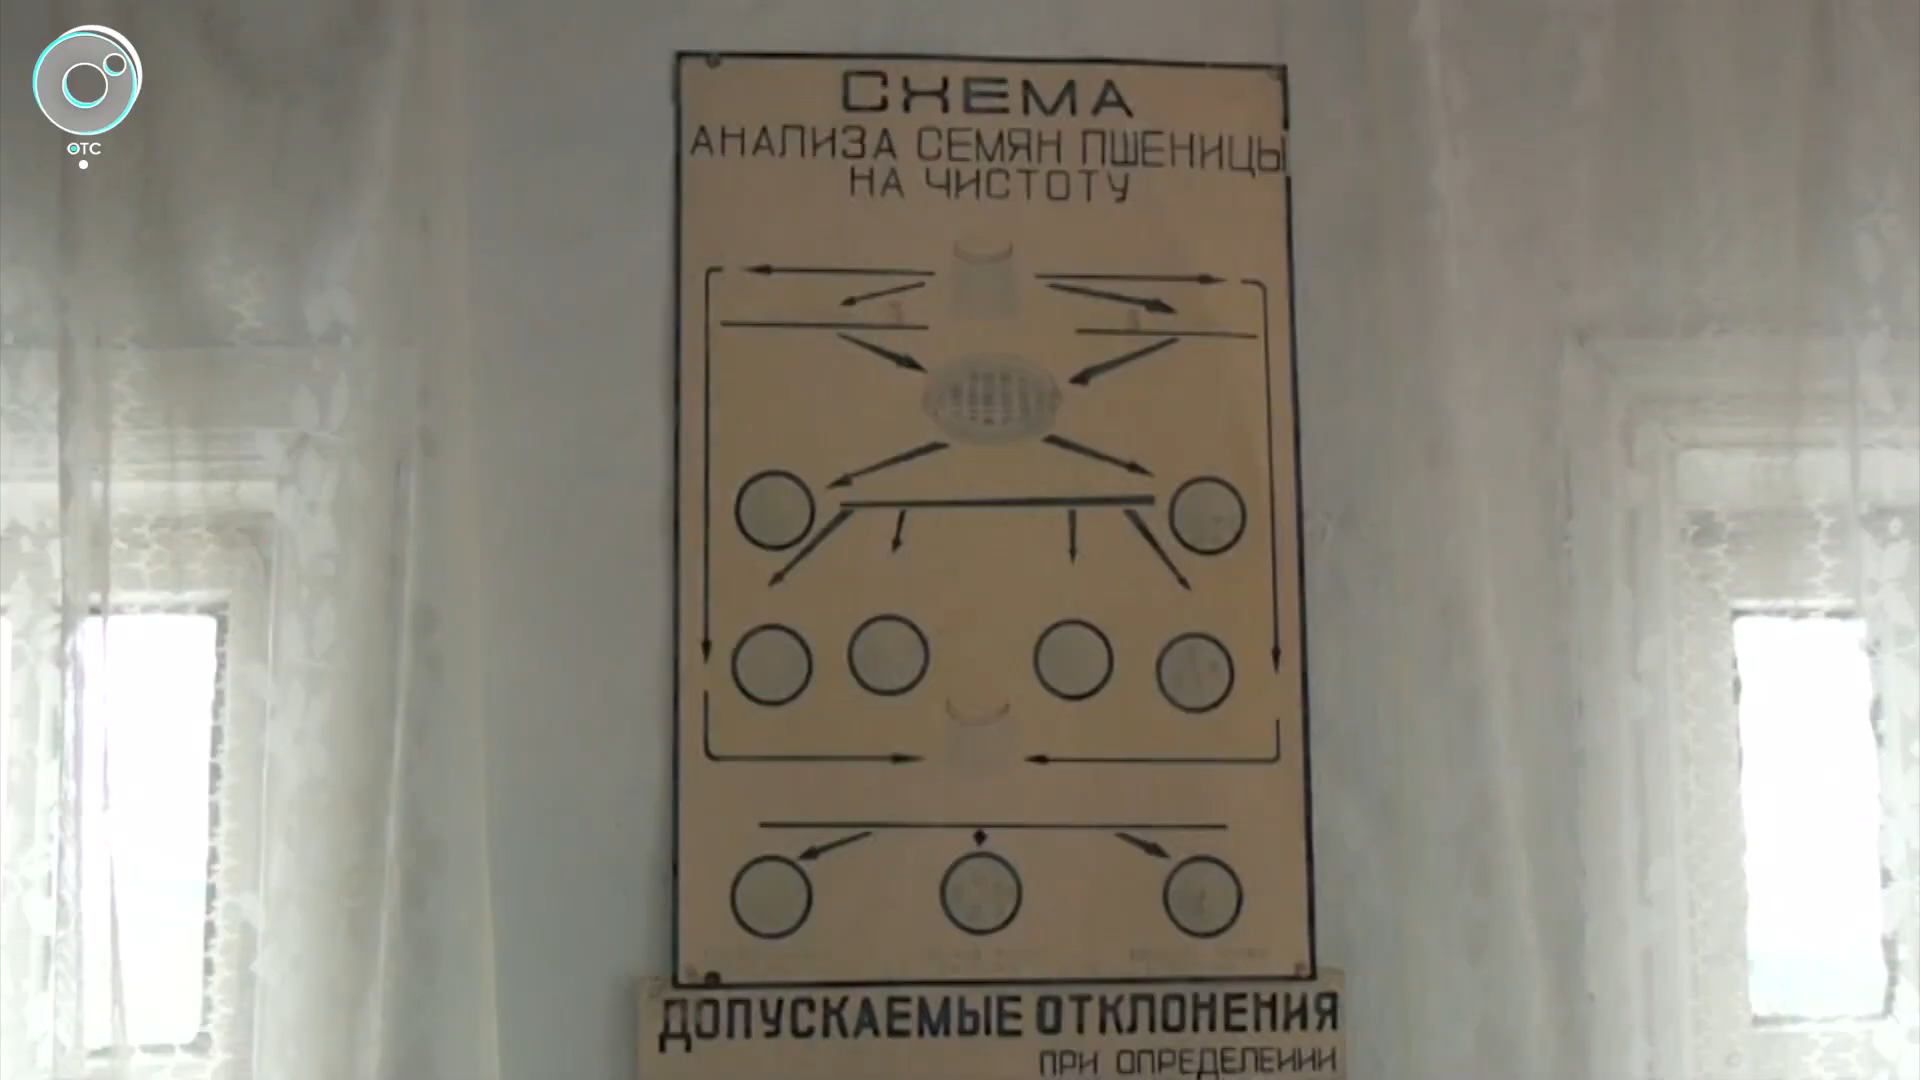 ОТС
СХЕМА
АНАЛИЗА СЕМЯН ПШЕНИЦЫ
НА ЧИСТОТУ
ДОПУСКАЕМЫЕ ОТКЛОНЕНИЯ
ПРИ ОПРЕДЕЛЕНИИ